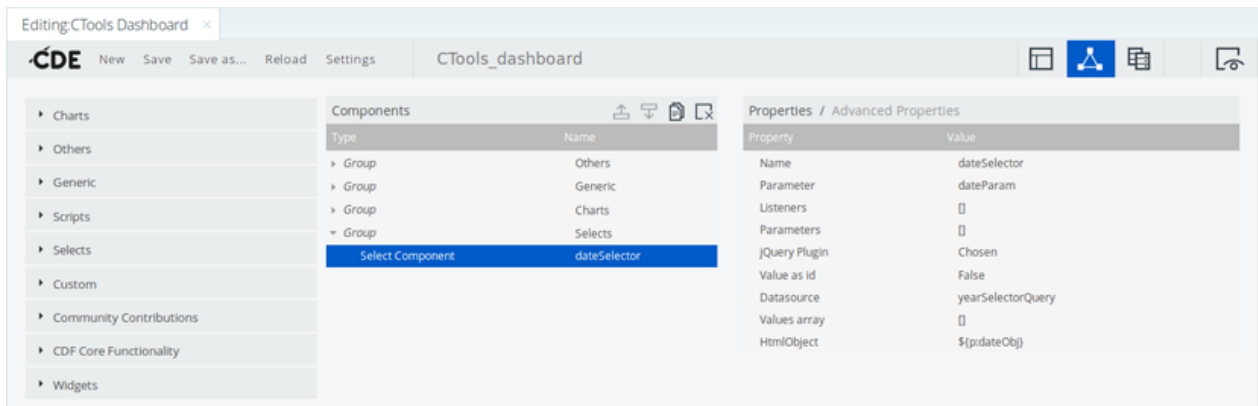 Editing:CTools Dashboard ×
CDE New Save Save as... Reload Settings CTools_dashboard
Charts
Others
Generic
Scripts
Selects
Custom
Community Contributions
CDF Core Functionality
Widgets
Components
Type Name
Group Others
Group Generic
Group Charts
Group Selects
Select Component dateSelector
Properties / Advanced Properties
Property Value
Name dateSelector
Parameter dateParam
Listeners []
Parameters []
jQuery Plugin Chosen
Value as id False
Datasource yearSelectorQuery
Values array []
HtmlObject ${p:dateObj}